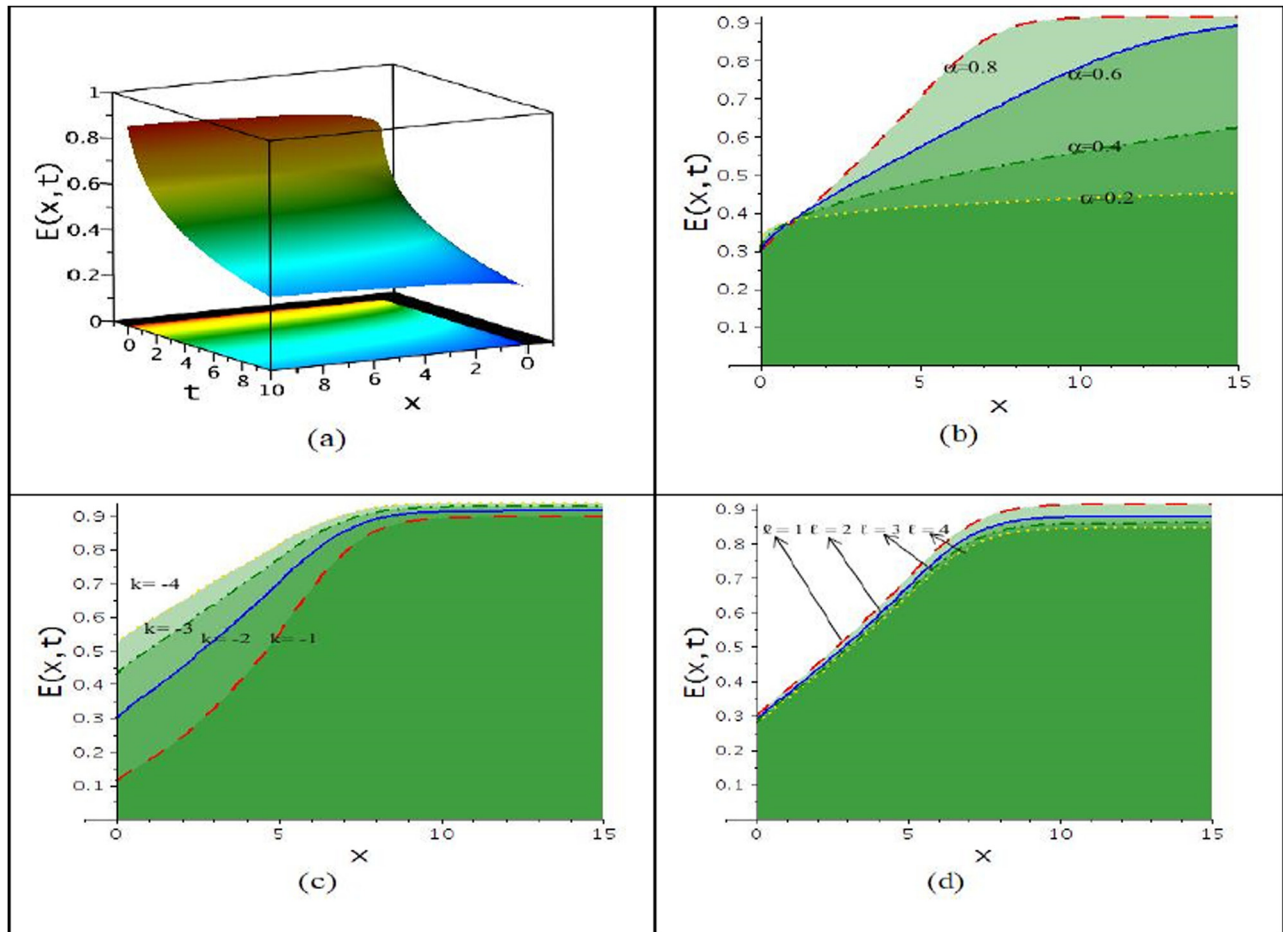 1
0.8
0.6
0.4
0.2
0
E(x,t)
0 2 4 6 8 10
t
8 6 4 2 0
x
(a)
0.9
0.8
0.7
0.6
0.5
0.4
0.3
0.2
0.1
E(x,t)
α=0.8
α=0.6
α=0.4
α=0.2
0 5 10 15
x
(b)
0.9
0.8
0.7
0.6
0.5
0.4
0.3
0.2
0.1
E(x,t)
k= -4
k= -3
k= -2
k= -1
0 5 10 15
x
(c)
0.9
0.8
0.7
0.6
0.5
0.4
0.3
0.2
0.1
E(x,t)
ℓ = 1 ℓ = 2 ℓ = 3 ℓ = 4
0 5 10 15
x
(d)